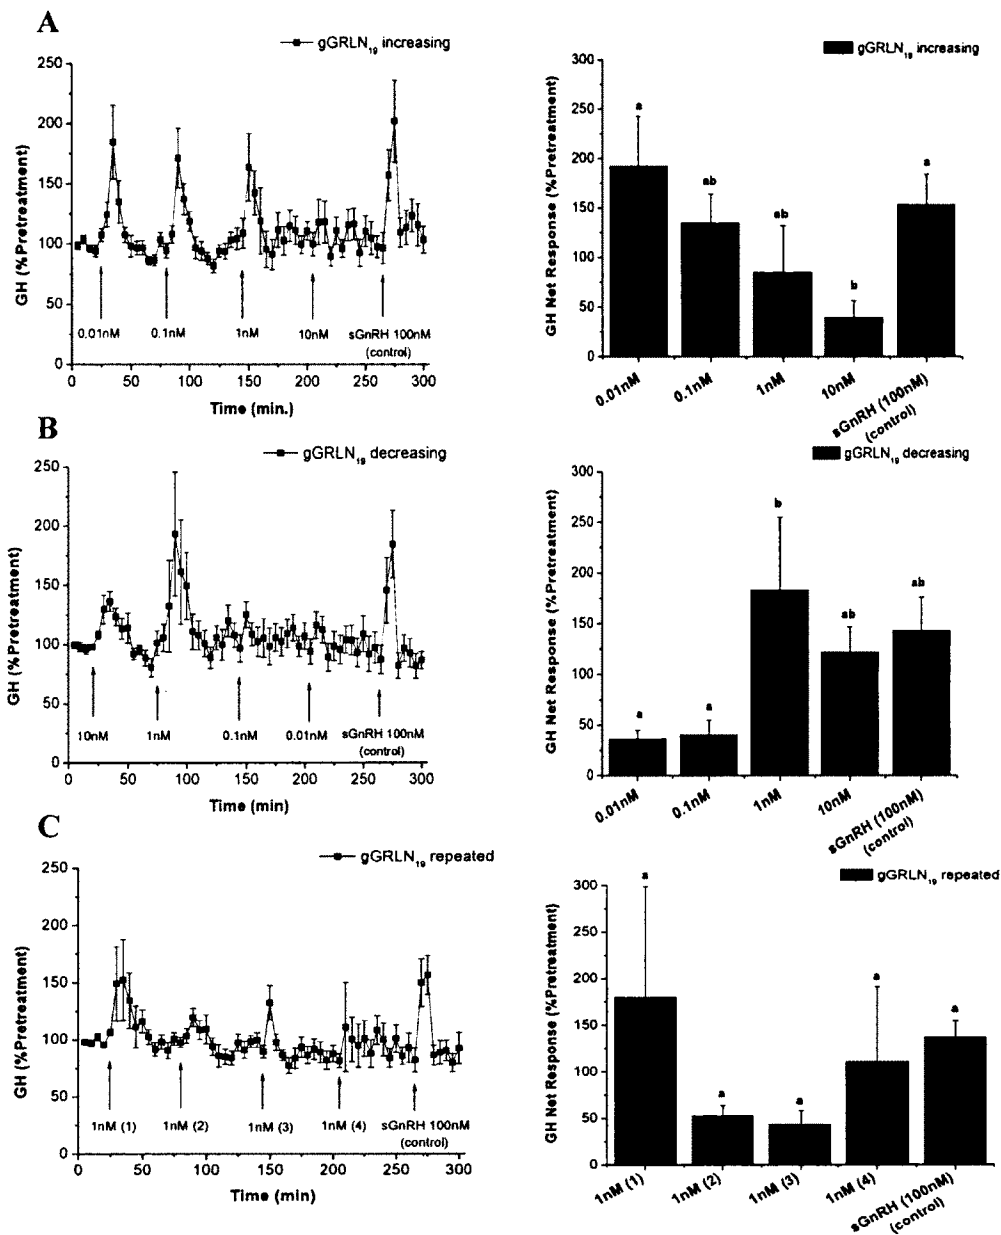 A
gGRLN19 increasing
GH (%Pretreatment)
250
200
150
100
50
0
0.01nM
0.1nM
1nM
10nM
sGnRH 100nM
(control)
0 50 100 150 200 250 300
Time (min.)
gGRLN19 increasing
GH Net Response (%Pretreatment)
300
250
200
150
100
50
0
a
ab
ab
b
a
0.01nM
0.1nM
1nM
10nM
sGnRH (100nM)
(control)
B
gGRLN19 decreasing
GH (%Pretreatment)
250
200
150
100
50
0
10nM
1nM
0.1nM
0.01nM
sGnRH 100nM
(control)
0 50 100 150 200 250 300
Time (min)
gGRLN19 decreasing
GH Net Response (%Pretreatment)
300
250
200
150
100
50
0
a
a
b
ab
ab
0.01nM
0.1nM
1nM
10nM
sGnRH (100nM)
(control)
C
gGRLN19 repeated
GH (%Pretreatment)
250
200
150
100
50
0
1nM (1)
1nM (2)
1nM (3)
1nM (4)
sGnRH 100nM
(control)
0 50 100 150 200 250 300
Time (min)
gGRLN19 repeated
GH Net Response (%Pretreatment)
300
250
200
150
100
50
0
a
a
a
a
a
1nM (1)
1nM (2)
1nM (3)
1nM (4)
sGnRH (100nM)
(control)